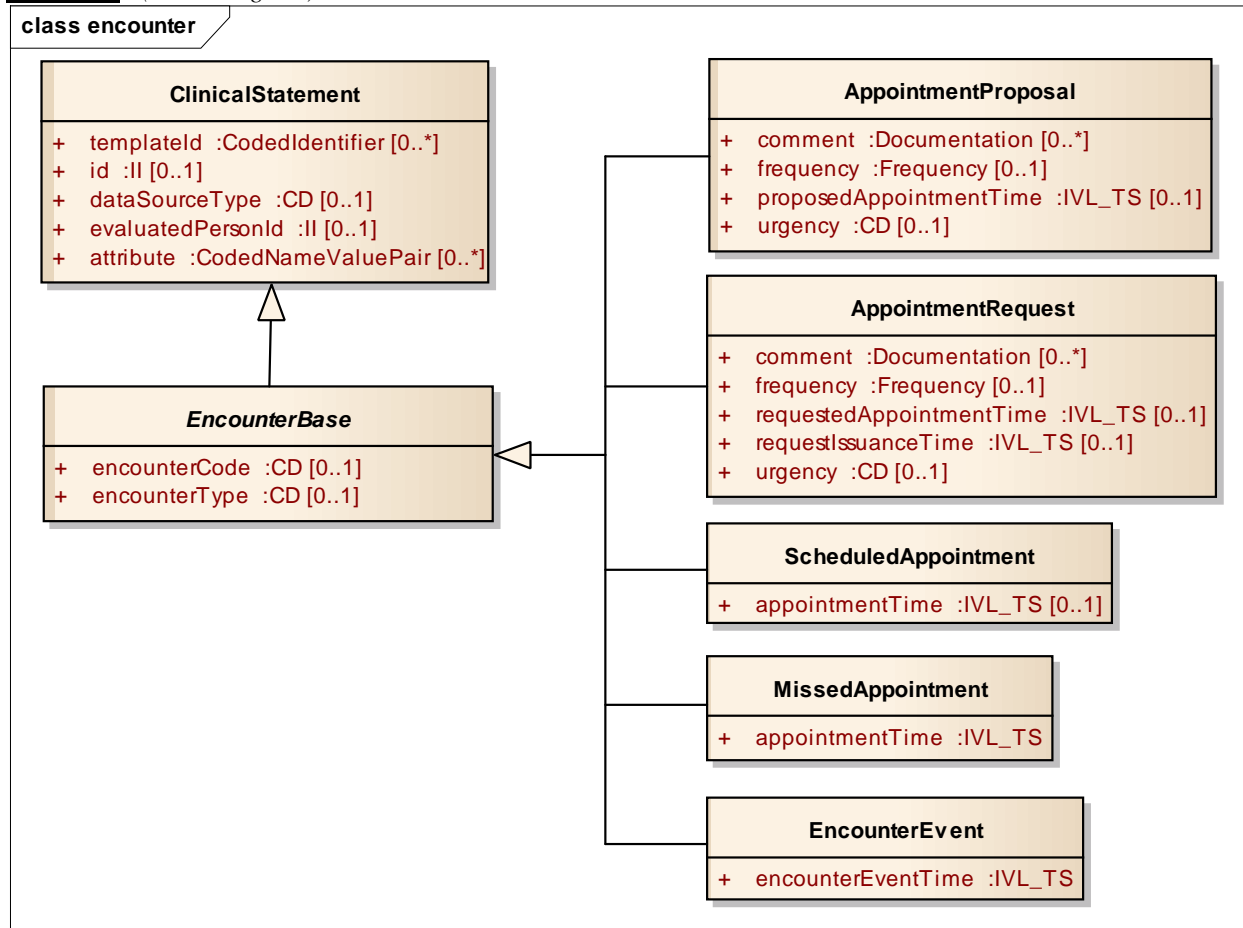 class encounter
ClinicalStatement
+ templateId :CodedIdentifier [0..*]
+ id :II [0..1]
+ dataSourceType :CD [0..1]
+ evaluatedPersonId :II [0..1]
+ attribute :CodedNameValuePair [0..*]
EncounterBase
+ encounterCode :CD [0..1]
+ encounterType :CD [0..1]
AppointmentProposal
+ comment :Documentation [0..*]
+ frequency :Frequency [0..1]
+ proposedAppointmentTime :IVL_TS [0..1]
+ urgency :CD [0..1]
AppointmentRequest
+ comment :Documentation [0..*]
+ frequency :Frequency [0..1]
+ requestedAppointmentTime :IVL_TS [0..1]
+ requestIssuanceTime :IVL_TS [0..1]
+ urgency :CD [0..1]
ScheduledAppointment
+ appointmentTime :IVL_TS [0..1]
MissedAppointment
+ appointmentTime :IVL_TS
EncounterEvent
+ encounterEventTime :IVL_TS